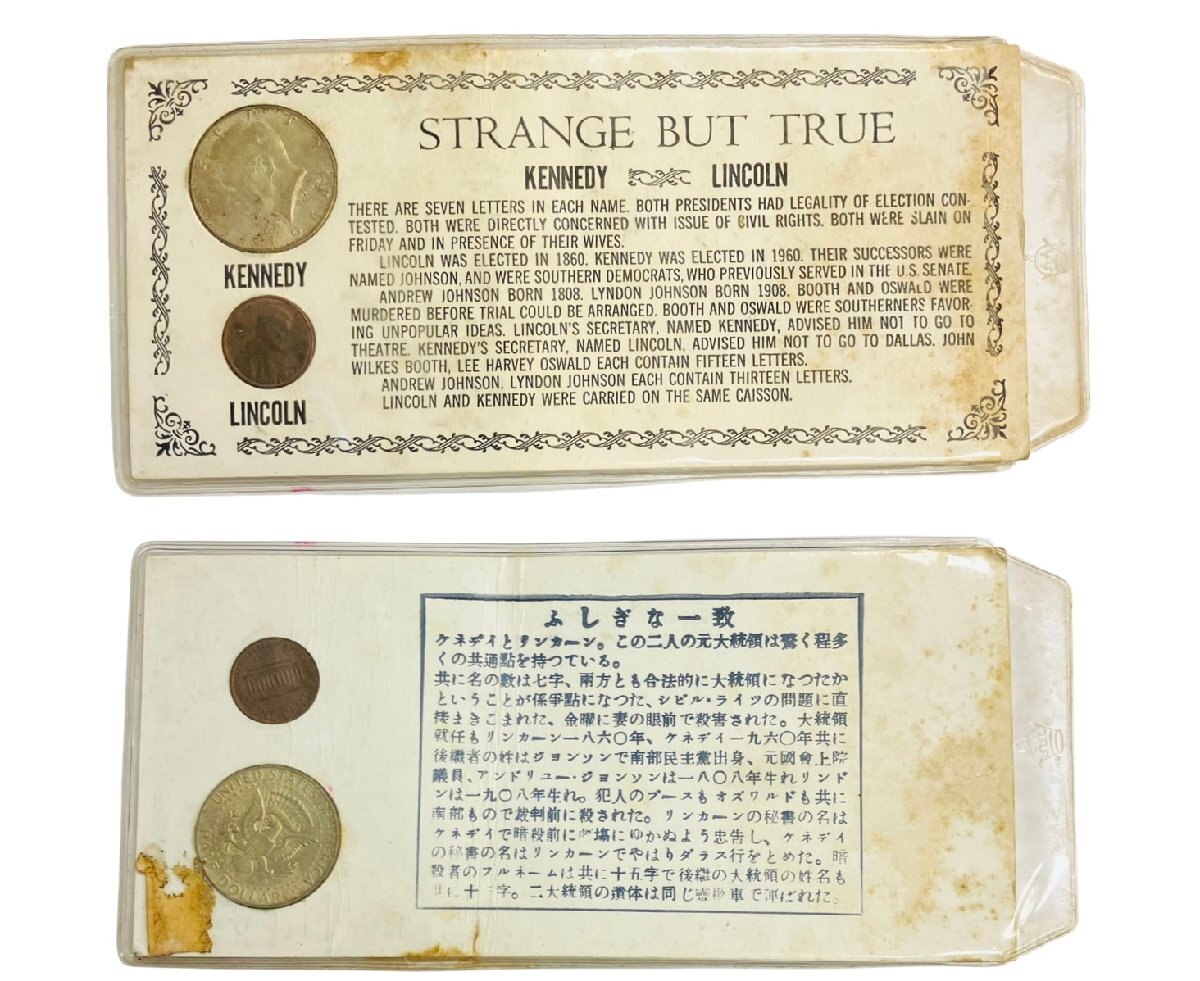 STRANGE BUT TRUE
KENNEDY LINCOLN
THERE ARE SEVEN LETTERS IN EACH NAME. BOTH PRESIDENTS HAD LEGALITY OF ELECTION CON-
TESTED. BOTH WERE DIRECTLY CONCERNED WITH ISSUE OF CIVIL RIGHTS. BOTH WERE SLAIN ON
FRIDAY AND IN PRESENCE OF THEIR WIVES.
LINCOLN WAS ELECTED IN 1860. KENNEDY WAS ELECTED IN 1960. THEIR SUCCESSORS WERE
NAMED JOHNSON, AND WERE SOUTHERN DEMOCRATS, WHO PREVIOUSLY SERVED IN THE U.S. SENATE.
ANDREW JOHNSON BORN 1808. LYNDON JOHNSON BORN 1908. BOOTH AND OSWALD WERE
MURDERED BEFORE TRIAL COULD BE ARRANGED. BOOTH AND OSWALD WERE SOUTHERNERS FAVOR-
ING UNPOPULAR IDEAS. LINCOLN'S SECRETARY, NAMED KENNEDY, ADVISED HIM NOT TO GO TO
THEATRE. KENNEDY'S SECRETARY, NAMED LINCOLN, ADVISED HIM NOT TO GO TO DALLAS. JOHN
WILKES BOOTH, LEE HARVEY OSWALD EACH CONTAIN FIFTEEN LETTERS.
ANDREW JOHNSON, LYNDON JOHNSON EACH CONTAIN THIRTEEN LETTERS.
LINCOLN AND KENNEDY WERE CARRIED ON THE SAME CAISSON.
KENNEDY
LINCOLN
ふしぎな一致
ケネデイとリンカーン。この二人の元大統領は驚く程多
くの共通點を持つている。
共に名の數は七字、兩方とも合法的に大統領になつたか
ということが係爭點になつた、シビル・ライツの問題に直
接まきこまれた、金曜に妻の眼前で殺害された。大統領
就任もリンカーン一八六〇年、ケネデイ一九六〇年共に
後繼者の姓はジヨンソンで南部民主黨出身、元國會上院
議員、アンドリユー・ジヨンソンは一八〇八年生れリンド
ンは一九〇八年生れ。犯人のブースもオズワルドも共に
南部もので裁判前に殺された。リンカーンの秘書の名は
ケネデイで暗殺前に場にゆかぬよう忠告し、ケネデイ
の秘書の名はリンカーンでやはりダラス行をとめた。暗
殺者のフルネームは共に十五字で後繼の大統領の姓名も
共に十三字。二大統領の遺体は同じ靈柩車で運ばれた。
UNITED STATES
AMERICA
DOLLAR